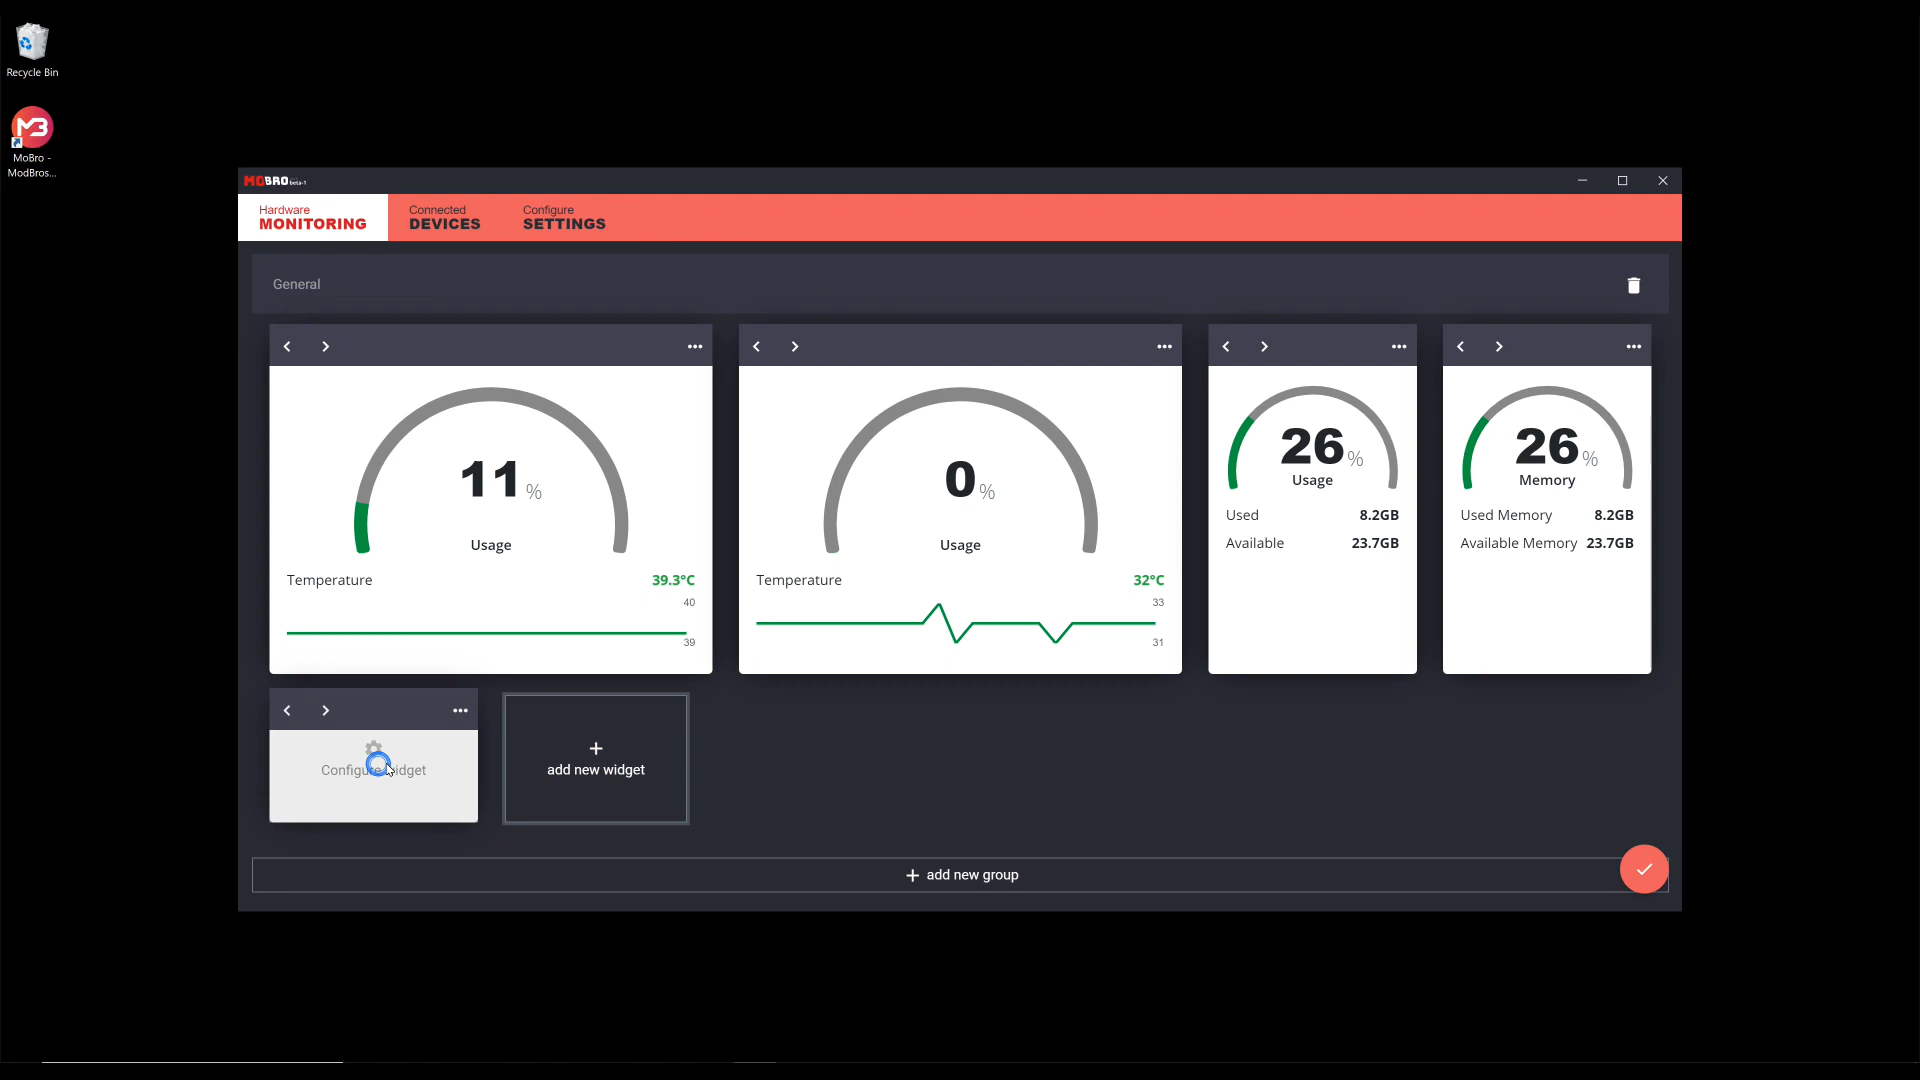 Recycle Bin
MoBro -
ModBros...
MOBRO beta-1
Hardware
MONITORING
Connected
DEVICES
Configure
SETTINGS
General
11 %
Usage
Temperature 39.3°C
40
39
0 %
Usage
Temperature 32°C
33
31
26 %
Usage
Used 8.2GB
Available 23.7GB
26 %
Memory
Used Memory 8.2GB
Available Memory 23.7GB
add new widget
add new group